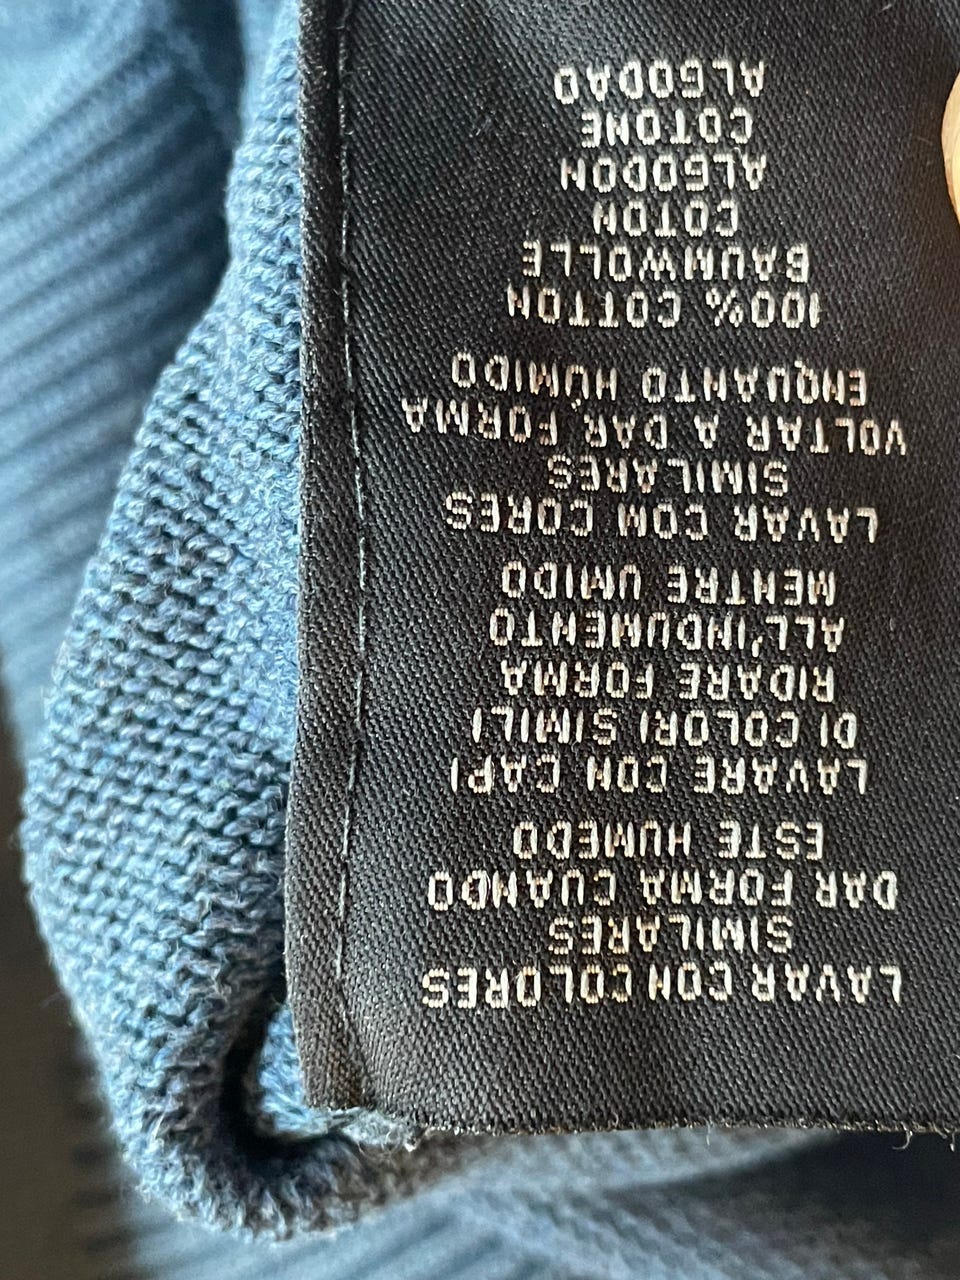 LAVAR CON COLORES
SIMILARES
DAR FORMA CUANDO
ESTE HUMEDO
LAVARE CON CAPI
DI COLORI SIMILI
RIDARE FORMA
ALL'INDUMENTO
MENTRE UMIDO
LAVAR COM CORES
SIMILARES
VOLTAR A DAR FORMA
ENQUANTO HÚMIDO
100% COTTON
BAUMWOLLE
COTON
ALGODON
COTONE
ALGODAO